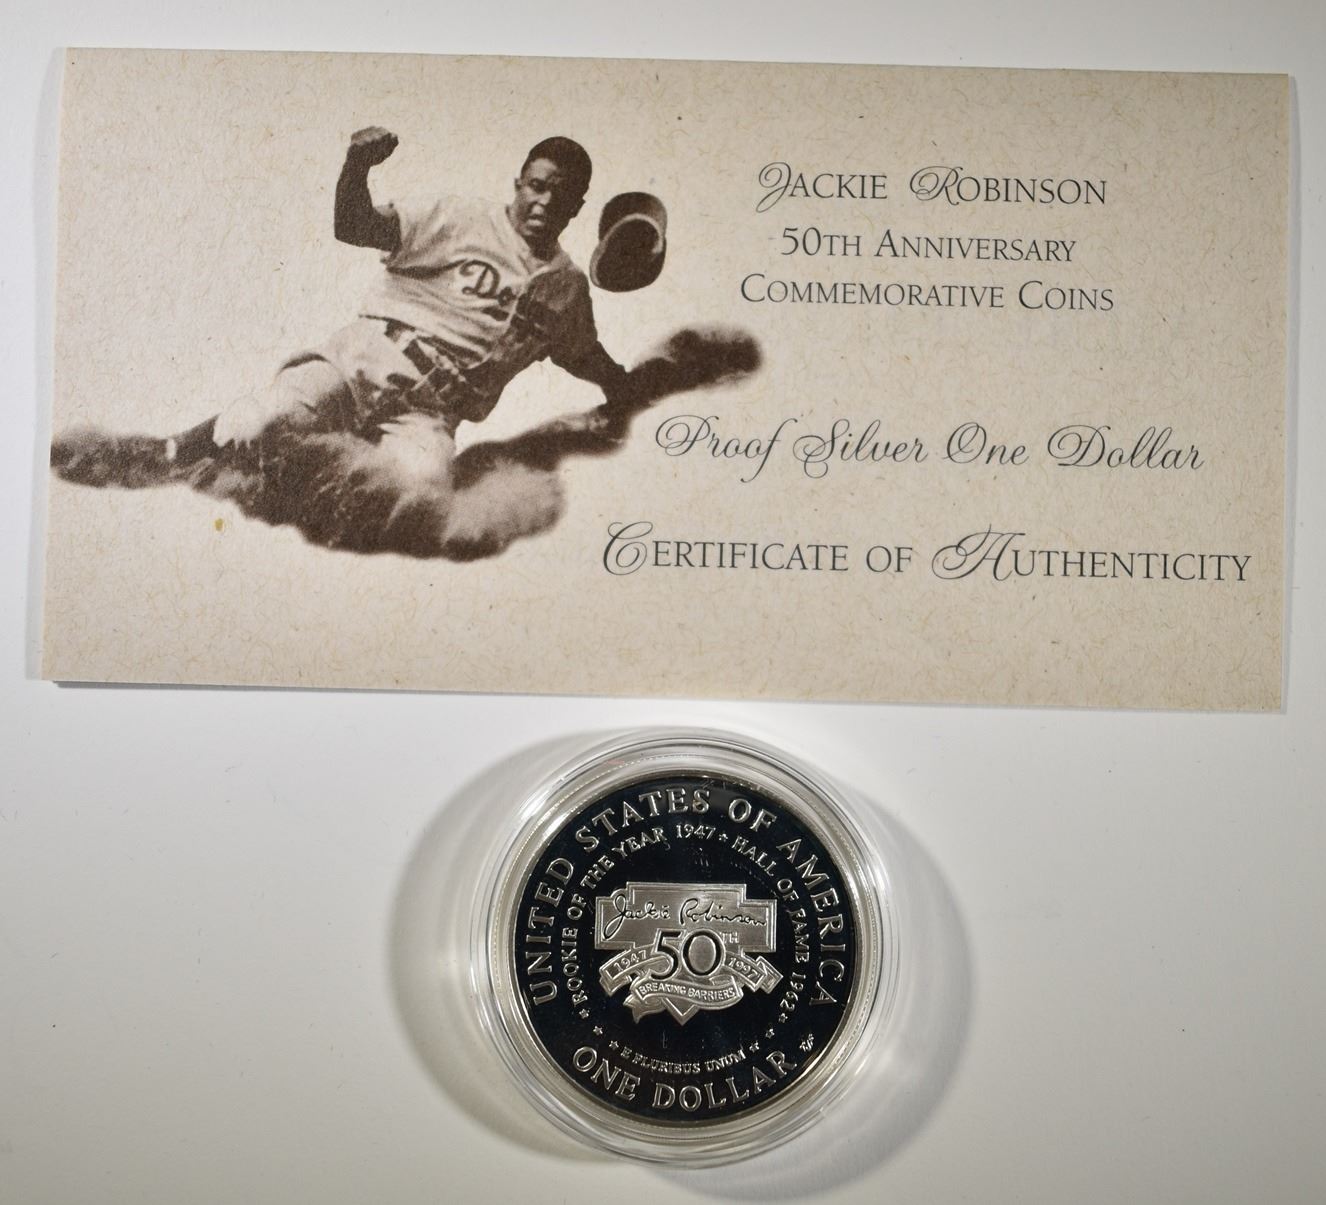 Jackie Robinson
50th Anniversary
Commemorative Coins
Proof Silver One Dollar
Certificate of Authenticity
Do
UNITED STATES OF AMERICA
ROOKIE OF THE YEAR 1947 * HALL OF FAME 1962
Jackie Robinson
50TH
1947 1997
BREAKING BARRIERS
E PLURIBUS UNUM
ONE DOLLAR